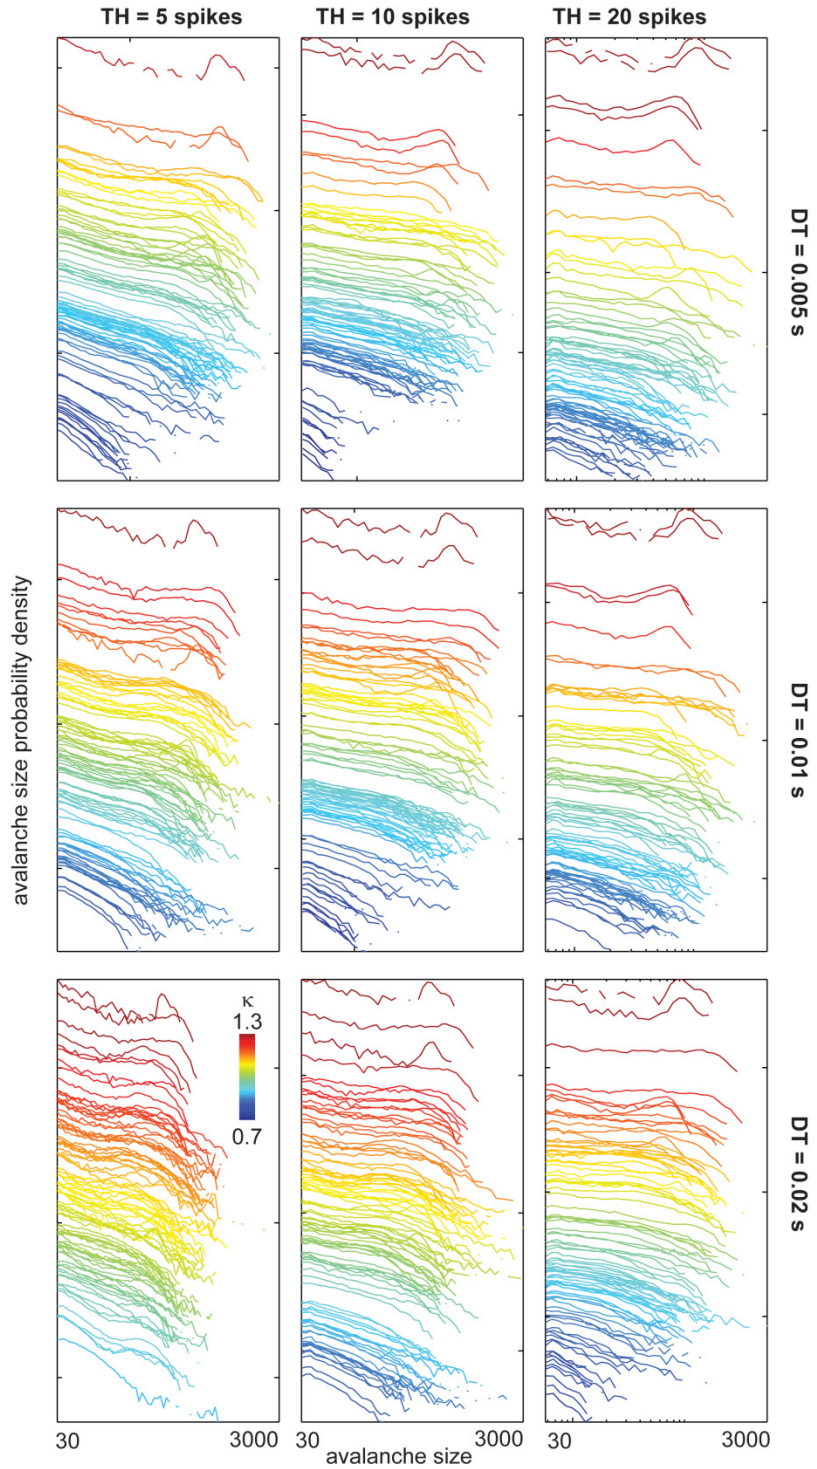 TH = 5 spikes TH = 10 spikes TH = 20 spikes
DT = 0.005 s
DT = 0.01 s
avalanche size probability density
κ
1.3
0.7
DT = 0.02 s
30 3000 30 3000 30 3000
avalanche size